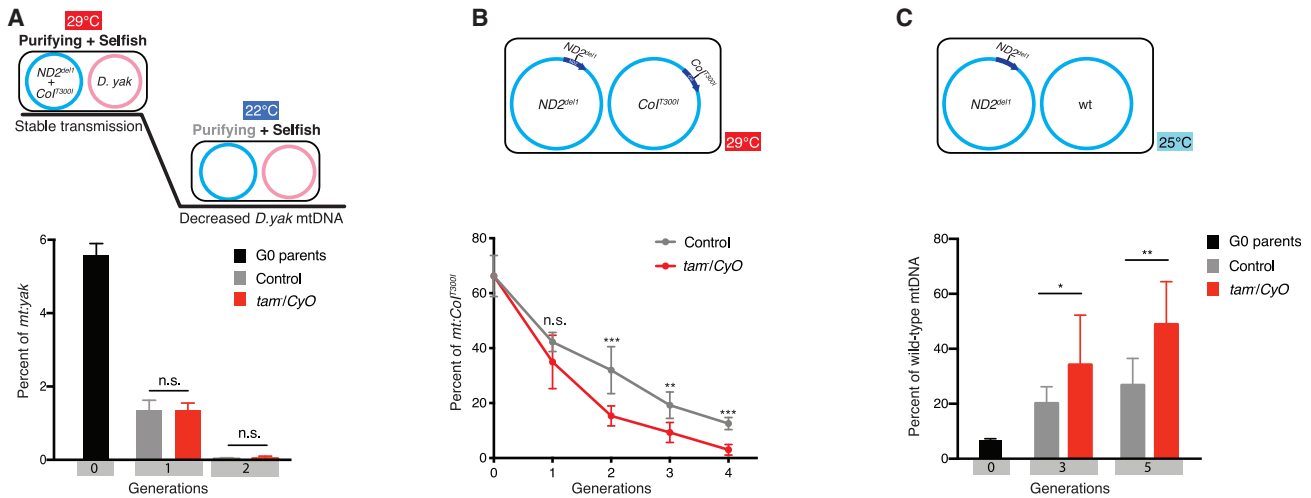 A
29°C
Purifying + Selfish
ND2del1
+
CoIT300I
D. yak
Stable transmission
22°C
Purifying + Selfish
Decreased D.yak mtDNA
Percent of mt:yak
6
4
2
0
G0 parents
Control
tam-/CyO
n.s.
n.s.
0
1
2
Generations
B
ND2del1
CoIT300I
ND2del1
CoIT300I
29°C
Percent of mt:CoIT300I
80
60
40
20
0
Control
tam-/CyO
n.s.
***
**
***
0
1
2
3
4
Generations
C
ND2del1
ND2del1
wt
25°C
Percent of wild-type mtDNA
80
60
40
20
0
G0 parents
Control
tam-/CyO
*
**
0
3
5
Generations